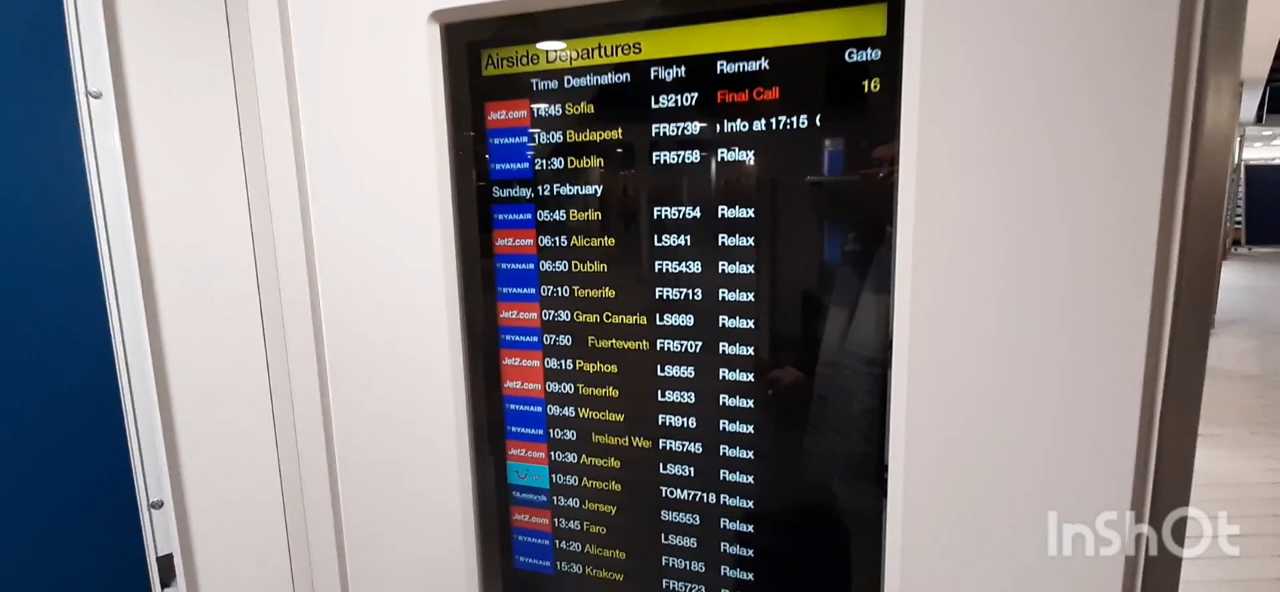 Airside Departures
Time Destination Flight Remark Gate
Jet2.com 14:45 Sofia LS2107 Final Call 16
RYANAIR 18:05 Budapest FR5739 Info at 17:15
RYANAIR 21:30 Dublin FR5758 Relax
Sunday, 12 February
RYANAIR 05:45 Berlin FR5754 Relax
Jet2.com 06:15 Alicante LS641 Relax
RYANAIR 06:50 Dublin FR5438 Relax
RYANAIR 07:10 Tenerife FR5713 Relax
Jet2.com 07:30 Gran Canaria LS669 Relax
RYANAIR 07:50 Fuertevent FR5707 Relax
Jet2.com 08:15 Paphos LS655 Relax
Jet2.com 09:00 Tenerife LS633 Relax
RYANAIR 09:45 Wroclaw FR916 Relax
RYANAIR 10:30 Ireland Wes FR5745 Relax
Jet2.com 10:30 Arrecife LS631 Relax
10:50 Arrecife TOM7718 Relax
blueislands 13:40 Jersey SI5553 Relax
Jet2.com 13:45 Faro LS685 Relax
RYANAIR 14:20 Alicante FR9185 Relax
RYANAIR 15:30 Krakow FR5723
InShOt